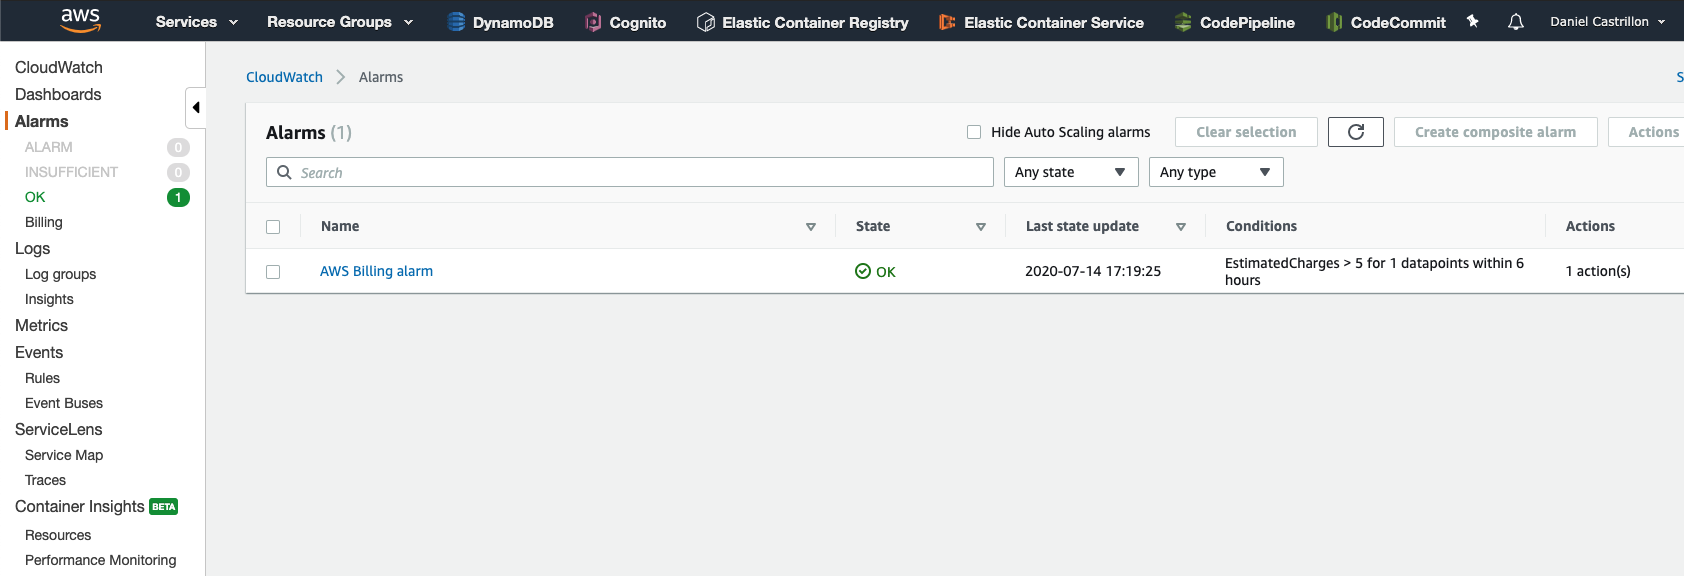 aws Services Resource Groups DynamoDB Cognito Elastic Container Registry Elastic Container Service CodePipeline CodeCommit Daniel Castrillon
CloudWatch
Dashboards
Alarms
ALARM 0
INSUFFICIENT 0
OK 1
Billing
Logs
Log groups
Insights
Metrics
Events
Rules
Event Buses
ServiceLens
Service Map
Traces
Container Insights BETA
Resources
Performance Monitoring
CloudWatch Alarms S
Alarms (1) Hide Auto Scaling alarms Clear selection Create composite alarm Actions
Search Any state Any type
Name State Last state update Conditions Actions
AWS Billing alarm OK 2020-07-14 17:19:25 EstimatedCharges > 5 for 1 datapoints within 6 1 action(s)
hours